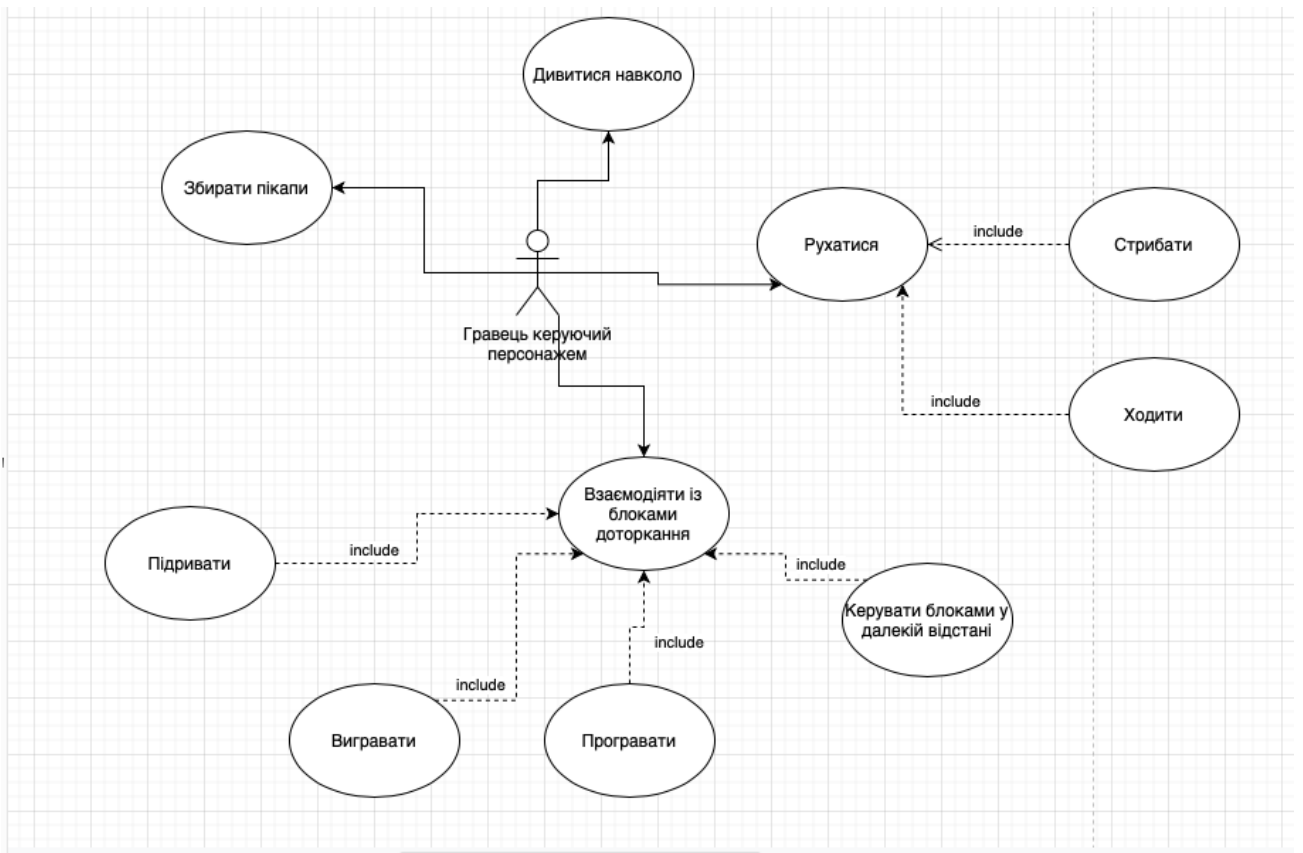 Дивитися навколо
Збирати пікапи
Рухатися
include
Стрибати
Гравець керуючий
персонажем
include
Ходити
Взаємодіяти із
блоками
доторкання
Підривати
include
include
Керувати блоками у
далекій відстані
include
include
Вигравати
Програвати